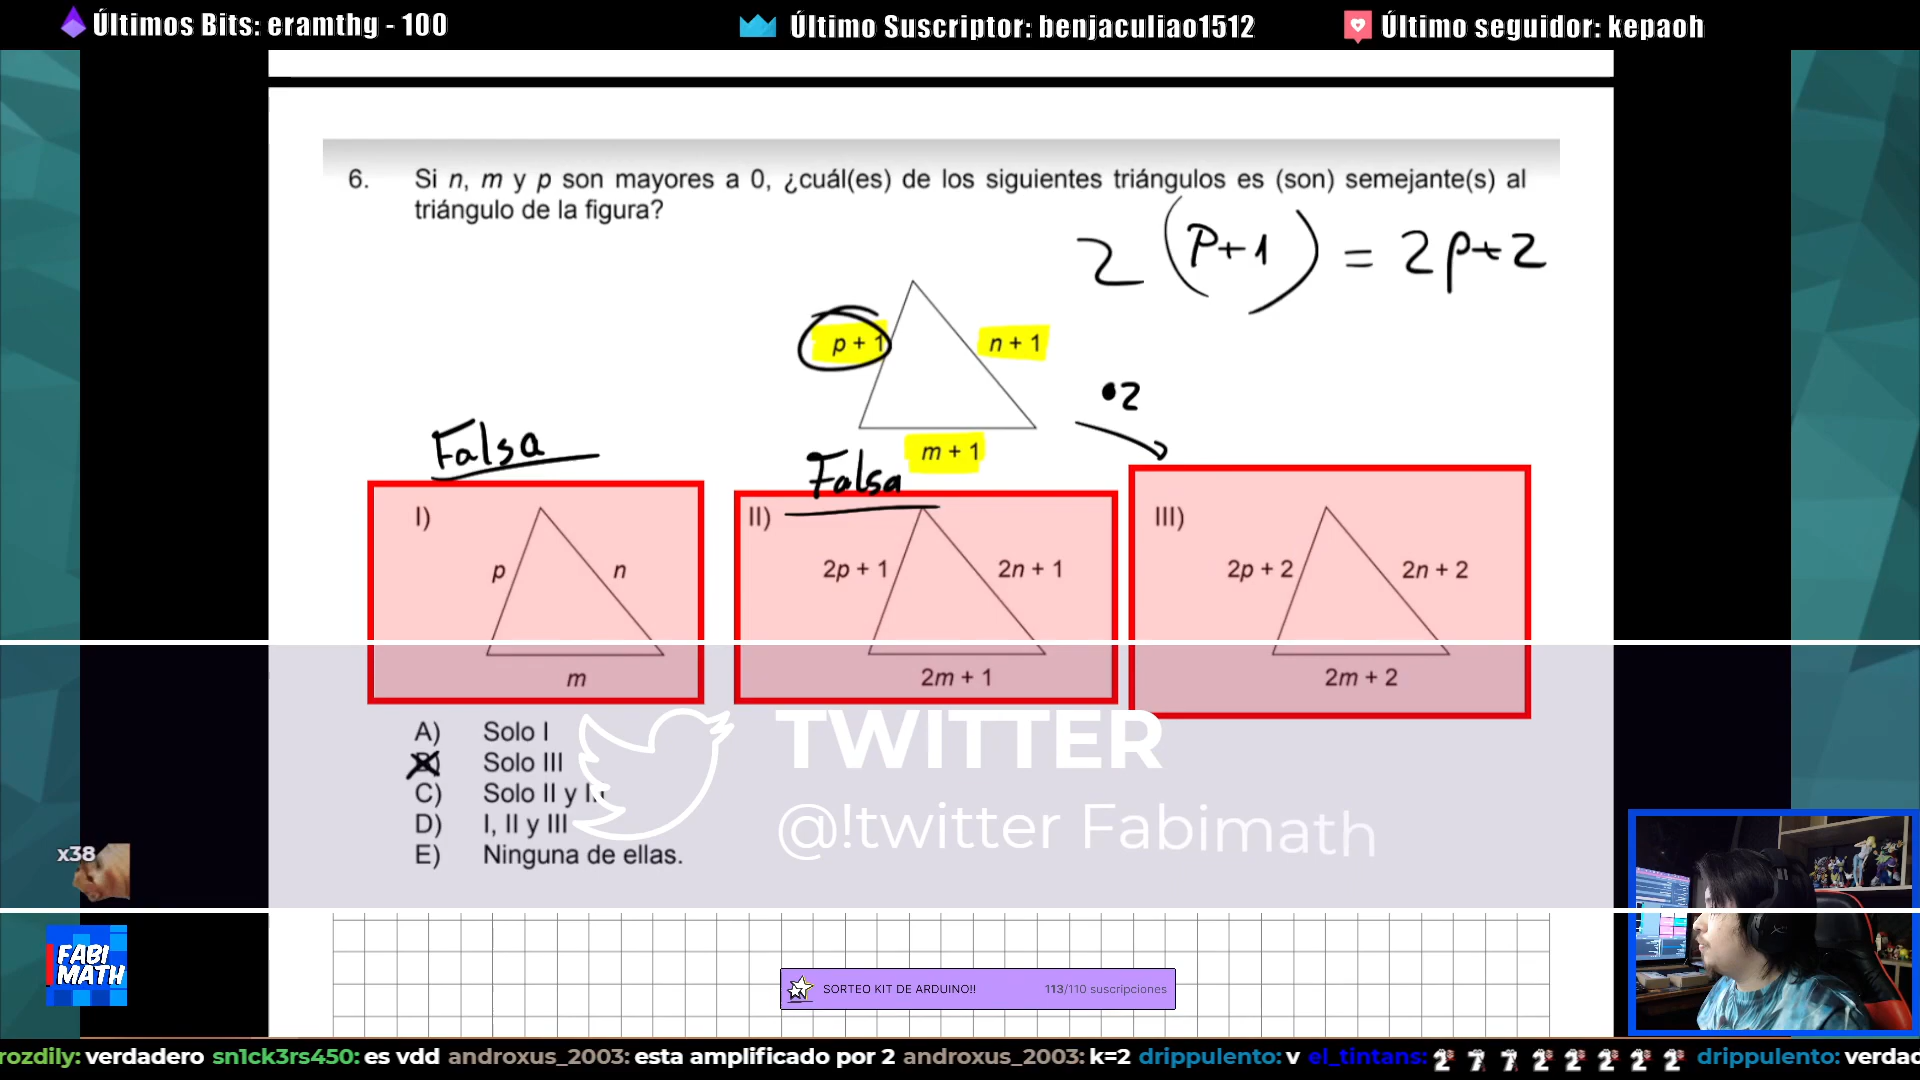 Últimos Bits: eramthg - 100
Último Suscriptor: benjaculiao1512
Último seguidor: kepaoh
6. Si n, m y p son mayores a 0, ¿cuál(es) de los siguientes triángulos es (son) semejante(s) al
triángulo de la figura?
2 (P+1) = 2p+2
p + 1
n + 1
m + 1
•2
Falsa
Falsa
I)
p
n
m
II)
2p + 1
2n + 1
2m + 1
III)
2p + 2
2n + 2
2m + 2
A) Solo I
B) Solo III
C) Solo II y III
D) I, II y III
E) Ninguna de ellas.
TWITTER
@!twitter Fabimath
x38
FABI
MATH
SORTEO KIT DE ARDUINO!! 113/110 suscripciones
rozdily: verdadero sn1ck3rs450: es vdd androxus_2003: esta amplificado por 2 androxus_2003: k=2 drippulento: v el_tintans: drippulento: verdad